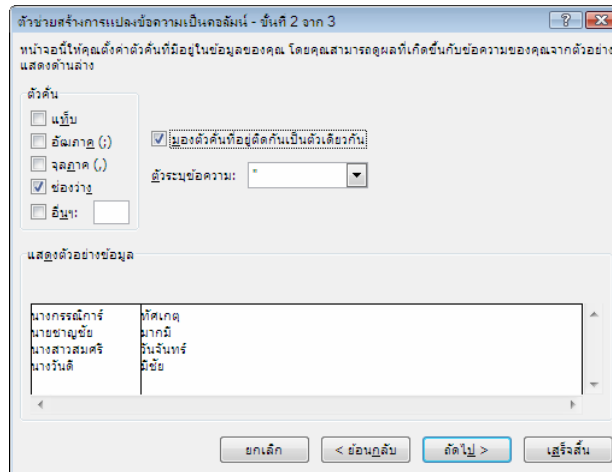 ตัวช่วยสร้างการแปลงข้อความเป็นคอลัมน์ - ขั้นที่ 2 จาก 3
หน้าจอนี้ให้คุณตั้งค่าตัวคั่นที่มีอยู่ในข้อมูลของคุณ โดยคุณสามารถดูผลที่เกิดขึ้นกับข้อความของคุณจากตัวอย่าง
แสดงด้านล่าง
ตัวคั่น
แท็บ
อัฒภาค (;)
จุลภาค (,)
ช่องว่าง
อื่นๆ:
มองตัวคั่นที่อยู่ติดกันเป็นตัวเดียวกัน
ตัวระบุข้อความ: "
แสดงตัวอย่างข้อมูล
นางกรรณิการ์ ทัศเกตุ
นายชาญชัย มากมี
นางสาวสมศรี วันจันทร์
นางวันดี มีชัย
ยกเลิก < ย้อนกลับ ถัดไป > เสร็จสิ้น